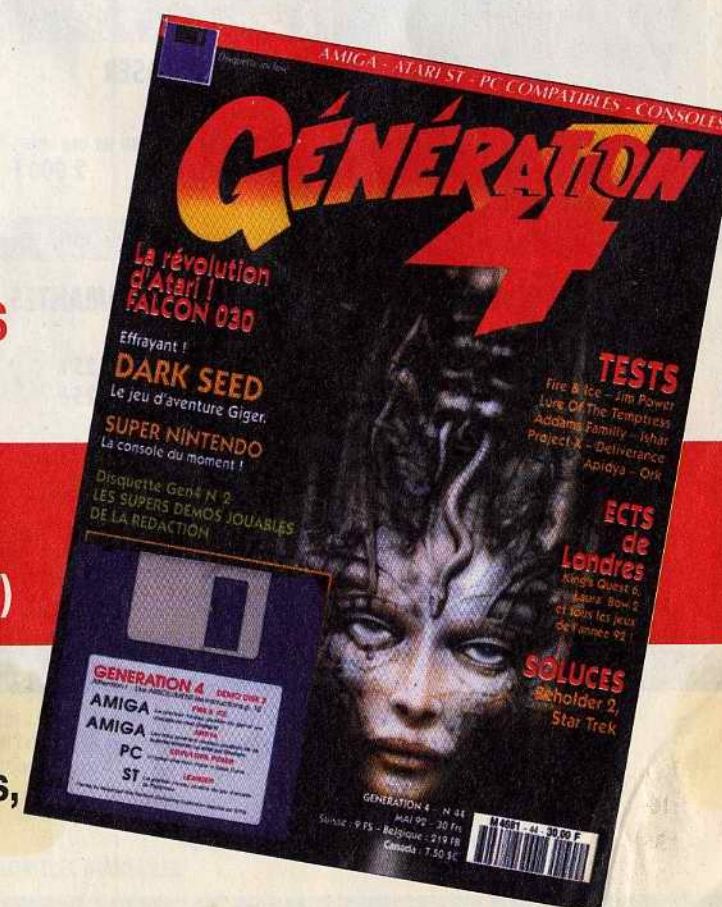 S
)
s,
Disquette incluse
AMIGA - ATARI ST - PC COMPATIBLES - CONSOLES
GÉNÉRATION
4
La révolution
d'Atari !
FALCON 030
Effrayant !
DARK SEED
Le jeu d'aventure Giger.
SUPER NINTENDO
La console du moment !
Disquette Gen4 N°2
LES SUPERS DEMOS JOUABLES
DE LA REDACTION
TESTS
Fire & Ice - Jim Power
Lure Of The Temptress
Addams Familly - Ishar
Project-X - Deliverance
Apidya - Ork
ECTS
de
Londres
King's Quest 6,
Laura Bow 2
et tous les jeux
de l'année 92 !
SOLUCES
Beholder 2,
Star Trek
GENERATION 4 DEMO DISK 2
AMIGA
FIRE & ICE
AMIGA
APIDYA
PC
ST
LEANDER
GENERATION 4 - N 44
MAI 92 - 30 Frs
Suisse : 9 FS - Belgique : 219 FB
Canada : 7.50 $C
M 4681 - 44 - 30,00 F